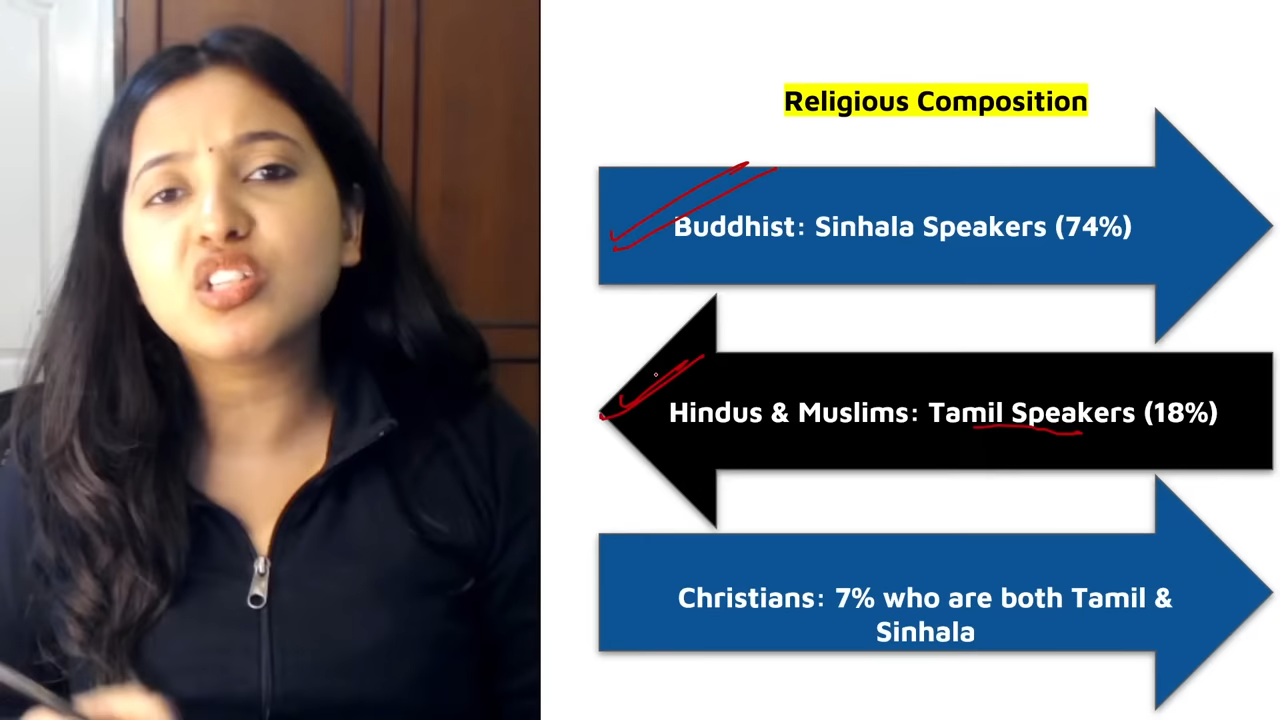 Religious Composition
Buddhist: Sinhala Speakers (74%)
Hindus & Muslims: Tamil Speakers (18%)
Christians: 7% who are both Tamil &
Sinhala